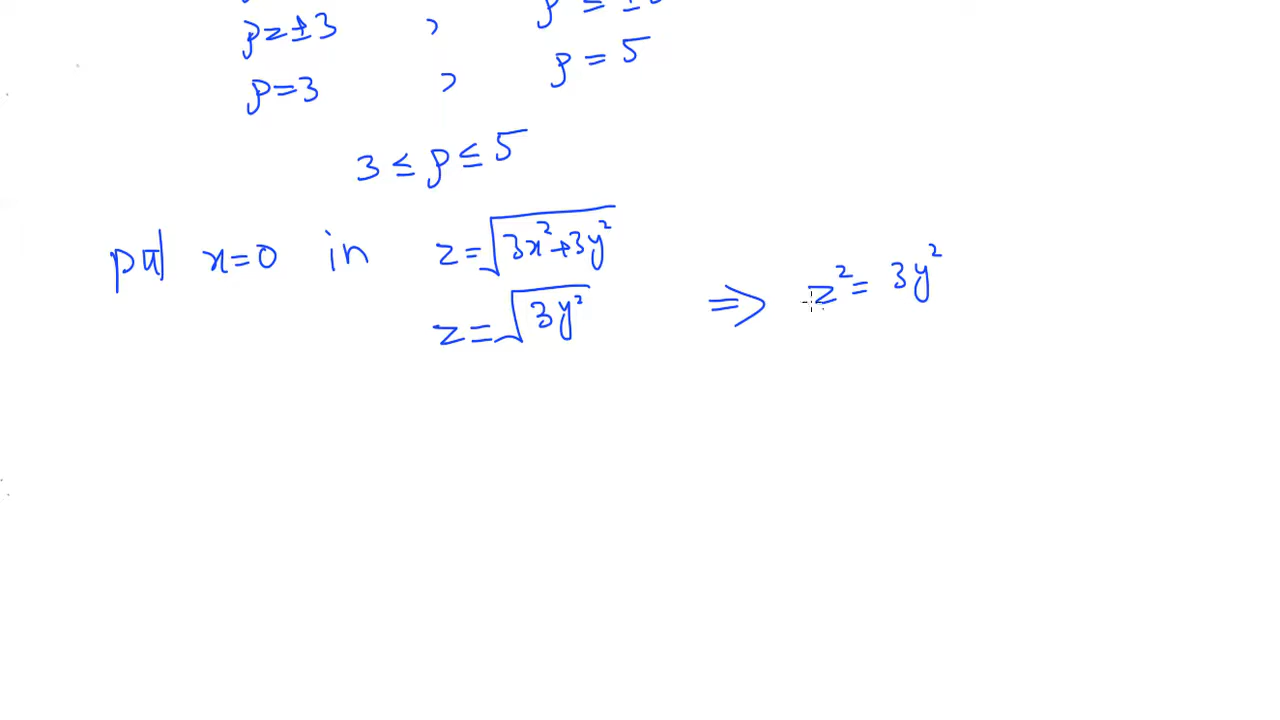 ρ=±3 , ρ=±
ρ=3 , ρ=5
3≤ρ≤5
put x=0 in z=√(3x²+3y²)
z=√(3y²) ⇒ z²=3y²